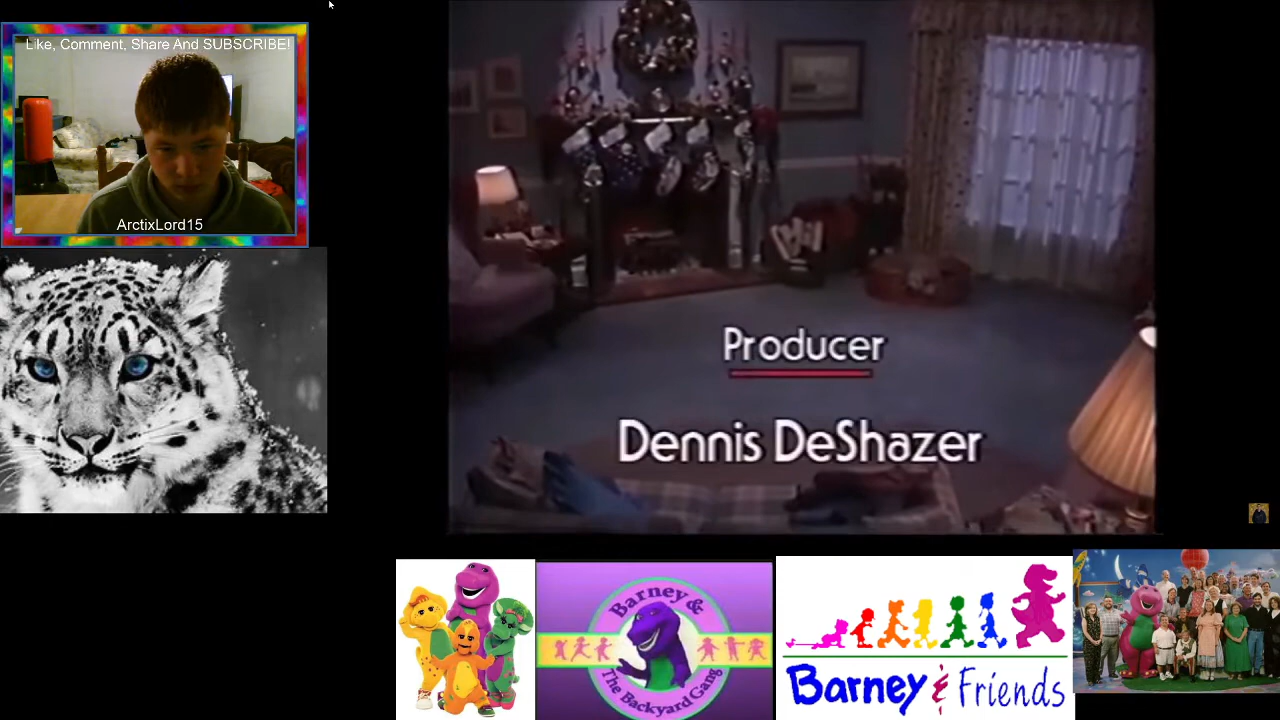 Like, Comment, Share And SUBSCRIBE!
ArctixLord15
Producer
Dennis DeShazer
Barney &
The Backyard Gang
Barney & Friends